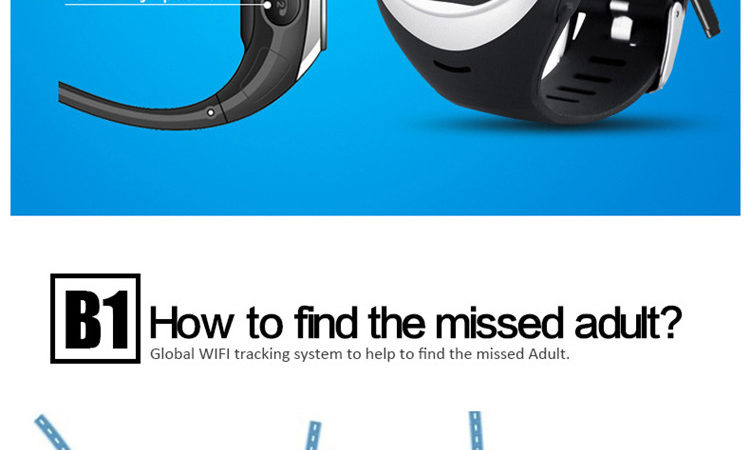 B1
How to find the missed adult?
Global WIFI tracking system to help to find the missed Adult.